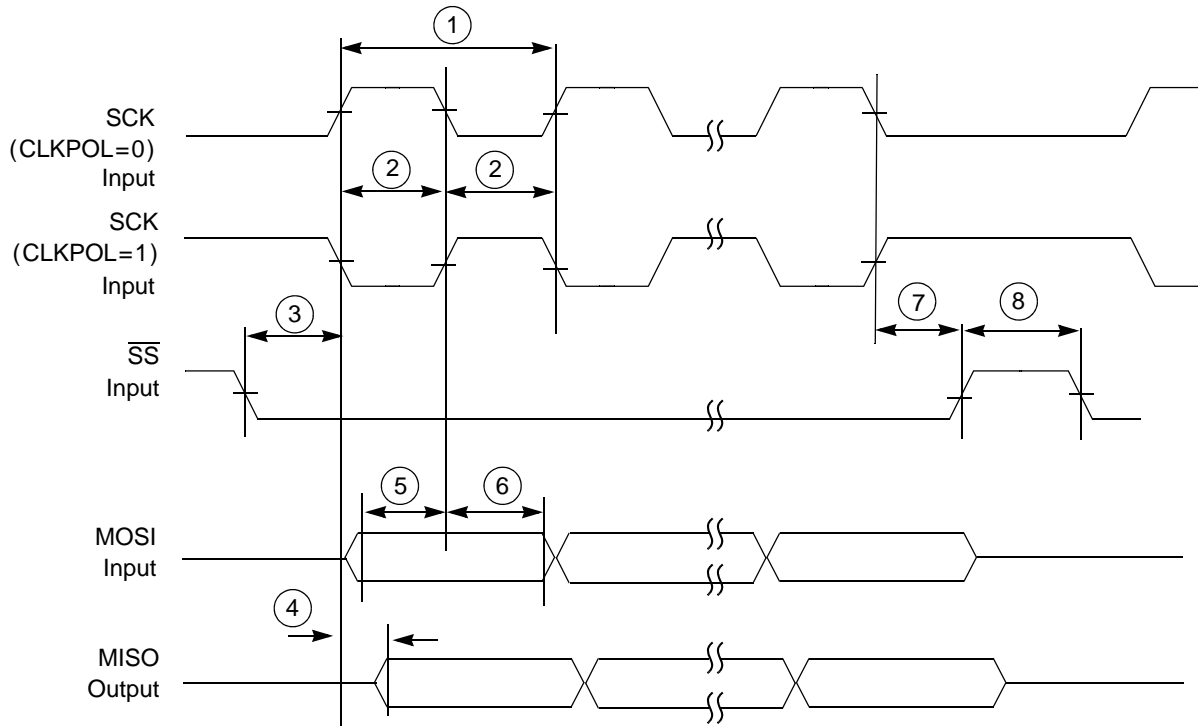 1
SCK
(CLKPOL=0)
Input
2 2
SCK
(CLKPOL=1)
Input
3 7 8
S̅S̅
Input
5 6
MOSI
Input
4
MISO
Output